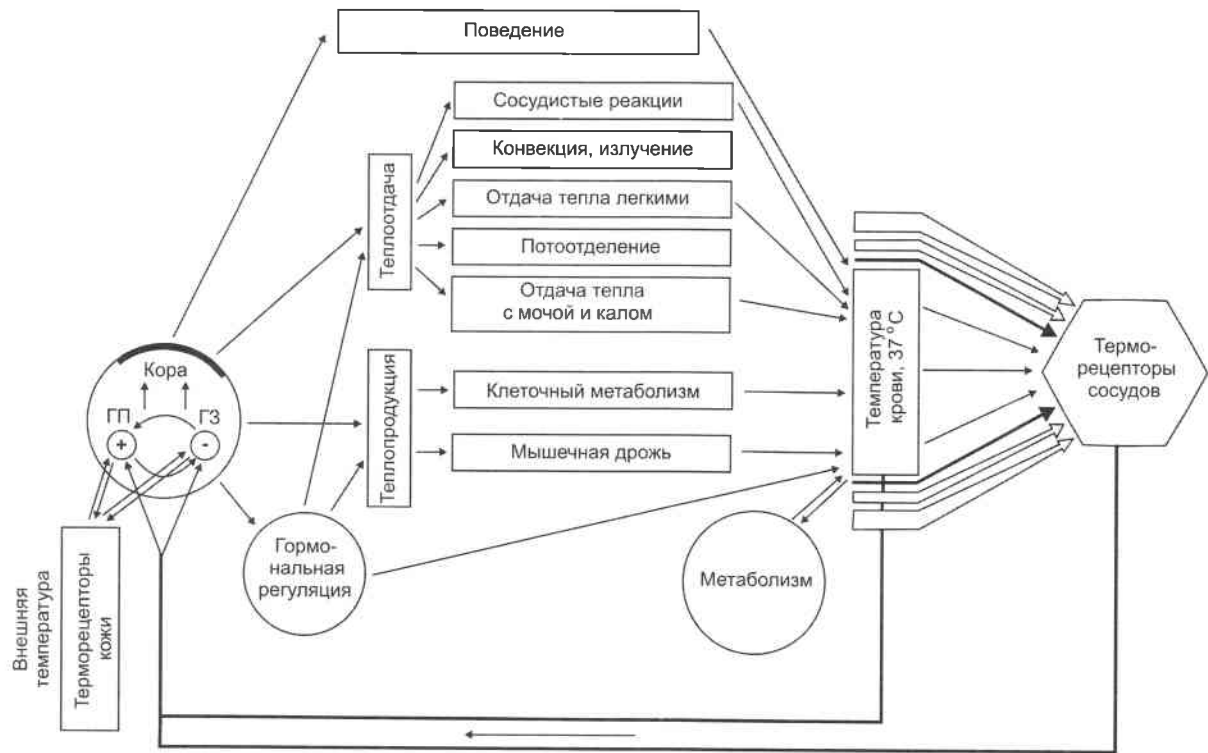 Поведение
Сосудистые реакции
Конвекция, излучение
Отдача тепла легкими
Потоотделение
Отдача тепла
с мочой и калом
Теплоотдача
Кора
ГП
ГЗ
+
-
Теплопродукция
Клеточный метаболизм
Мышечная дрожь
Температура
крови, 37 °С
Термо-
рецепторы
сосудов
Гормо-
нальная
регуляция
Метаболизм
Внешняя
температура
Терморецепторы
кожи